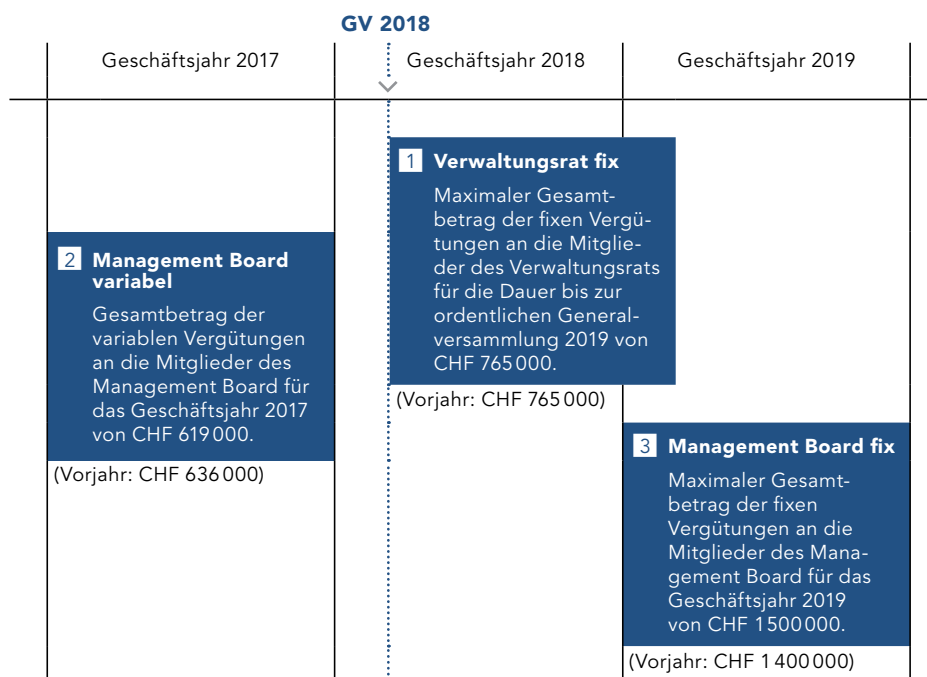 GV 2018
Geschäftsjahr 2017
Geschäftsjahr 2018
Geschäftsjahr 2019
1 Verwaltungsrat fix
Maximaler Gesamt-
betrag der fixen Vergü-
tungen an die Mitglie-
der des Verwaltungsrats
für die Dauer bis zur
ordentlichen General-
versammlung 2019 von
CHF 765 000.
(Vorjahr: CHF 765 000)
2 Management Board
variabel
Gesamtbetrag der
variablen Vergütungen
an die Mitglieder des
Management Board für
das Geschäftsjahr 2017
von CHF 619 000.
(Vorjahr: CHF 636 000)
3 Management Board fix
Maximaler Gesamt-
betrag der fixen
Vergütungen an die
Mitglieder des Mana-
gement Board für das
Geschäftsjahr 2019
von CHF 1 500 000.
(Vorjahr: CHF 1 400 000)